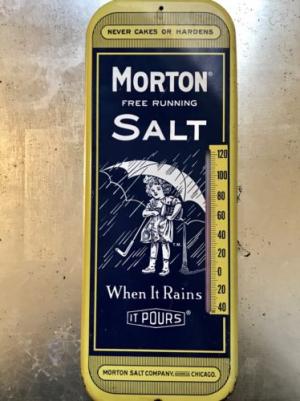 NEVER CAKES OR HARDENS
MORTON®
FREE RUNNING
SALT
120
100
80
60
40
20
0
20
40
T.M.
When It Rains
IT POURS®
MORTON SALT COMPANY, CHICAGO.